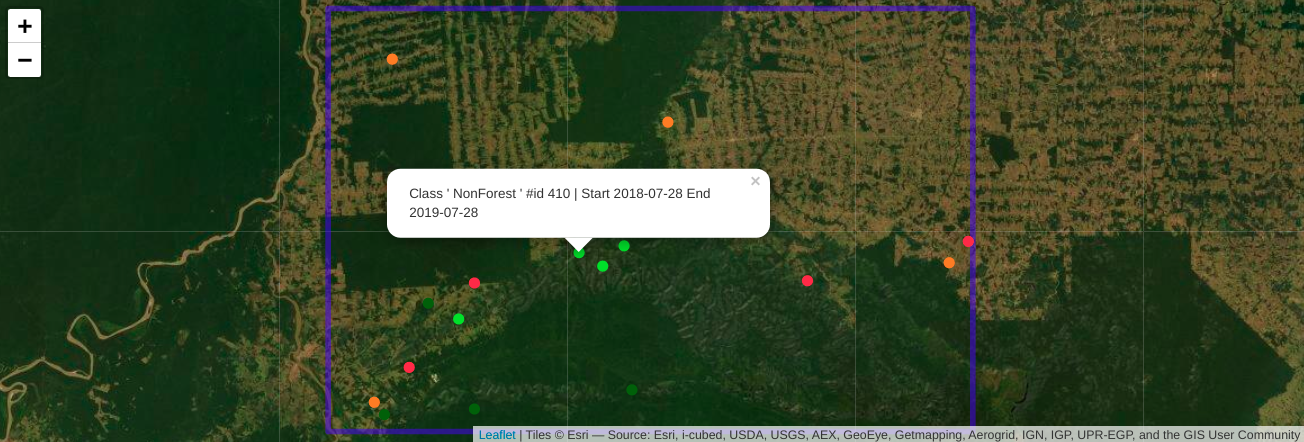 +
−
Class ' NonForest ' #id 410 | Start 2018-07-28 End
2019-07-28
×
Leaflet | Tiles © Esri — Source: Esri, i-cubed, USDA, USGS, AEX, GeoEye, Getmapping, Aerogrid, IGN, IGP, UPR-EGP, and the GIS User Community